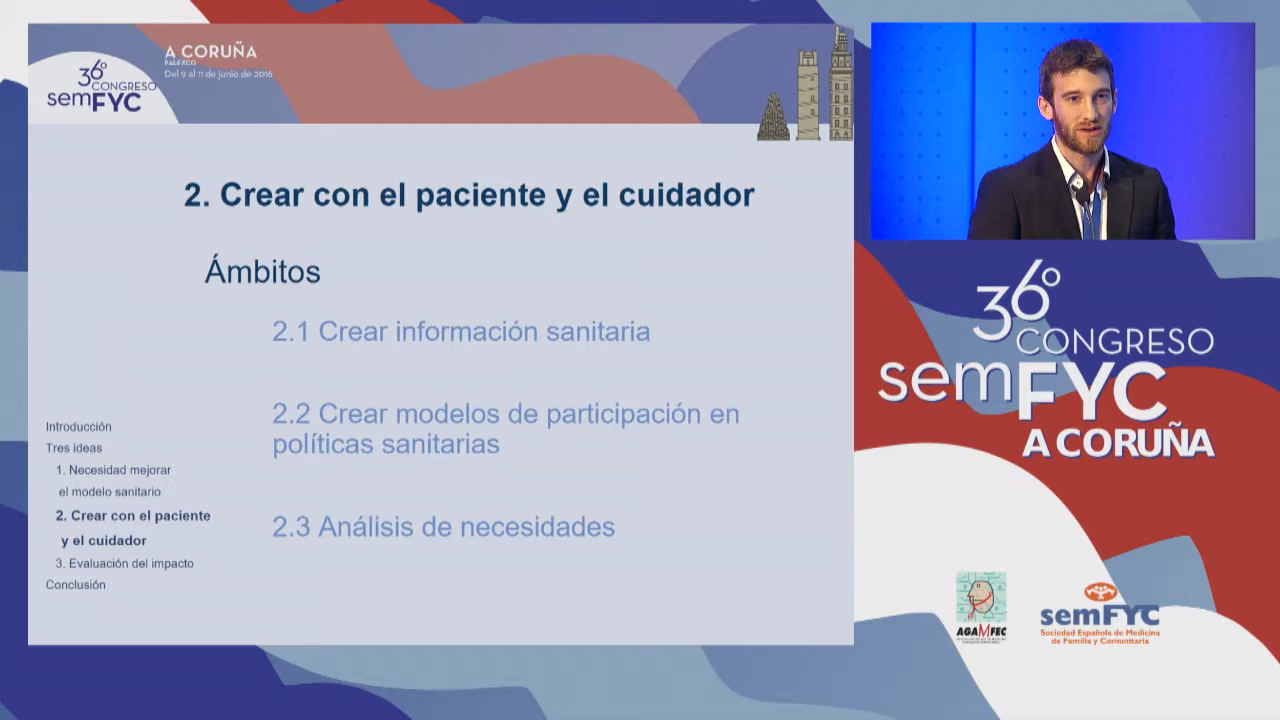 36º
CONGRESO
semFYC
A CORUÑA
PALEXCO
Del 9 al 11 de junio de 2016
2. Crear con el paciente y el cuidador
Ámbitos
2.1 Crear información sanitaria
2.2 Crear modelos de participación en
políticas sanitarias
2.3 Análisis de necesidades
Introducción
Tres ideas
1. Necesidad mejorar
el modelo sanitario
2. Crear con el paciente
y el cuidador
3. Evaluación del impacto
Conclusión
36º
CONGRESO
semFYC
A CORUÑA
AGAMFEC
semFYC
Sociedad Española de Medicina
de Familia y Comunitaria